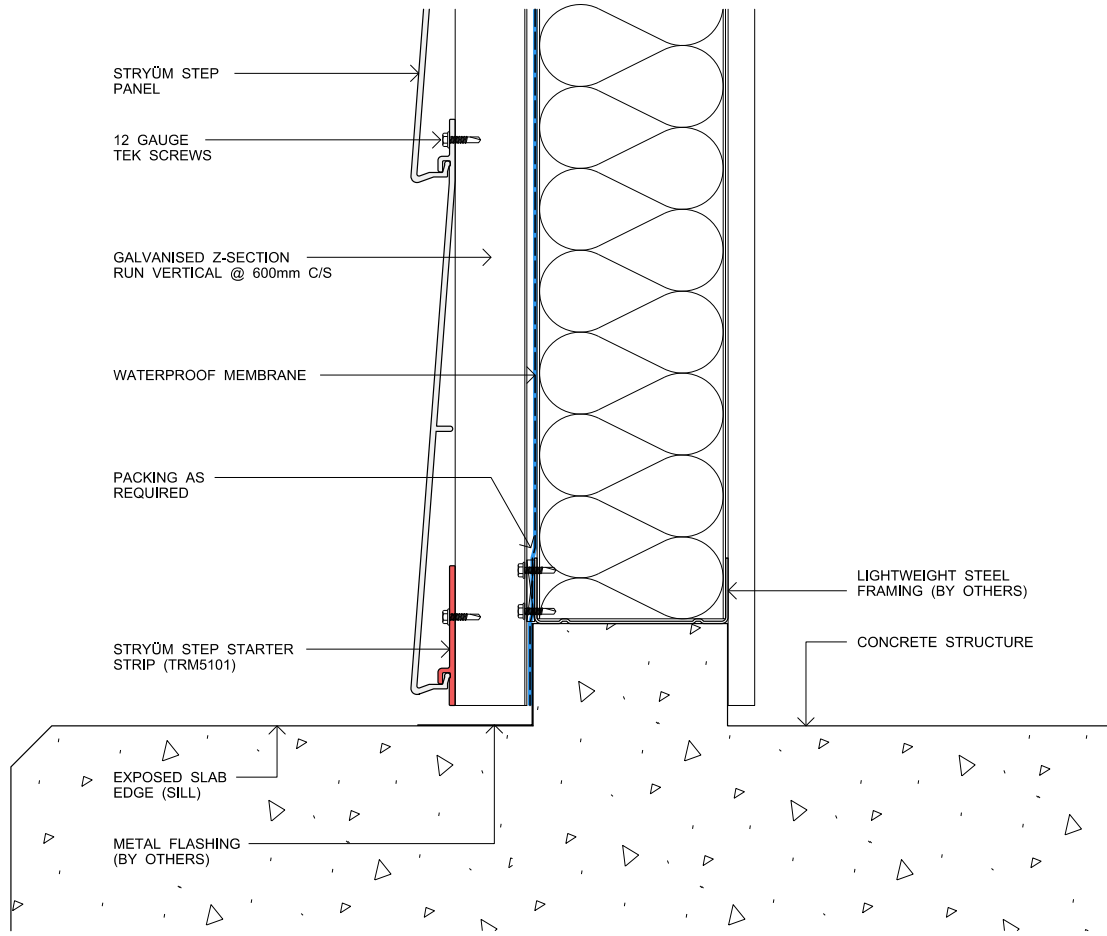 STRYÜM STEP
PANEL
12 GAUGE
TEK SCREWS
GALVANISED Z-SECTION
RUN VERTICAL @ 600mm C/S
WATERPROOF MEMBRANE
PACKING AS
REQUIRED
STRYÜM STEP STARTER
STRIP (TRM5101)
EXPOSED SLAB
EDGE (SILL)
METAL FLASHING
(BY OTHERS)
LIGHTWEIGHT STEEL
FRAMING (BY OTHERS)
CONCRETE STRUCTURE